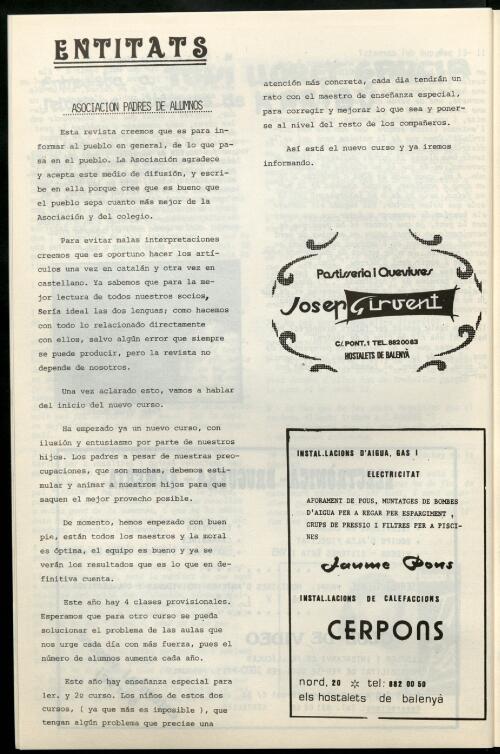 ENTITATS
ASOCIACION PADRES DE ALUMNOS
Esta revista creemos que es para in-
formar al pueblo en general, de lo que pa-
sa en el pueblo. La Asociación agradece
y acepta este medio de difusión, y escri-
be en ella porque cree que es bueno que
el pueblo sepa cuanto más mejor de la
Asociación y del colegio.
Para evitar malas interpretaciones
creemos que es oportuno hacer los artí-
culos una vez en catalán y otra vez en
castellano. Ya sabemos que para la me-
jor lectura de todos nuestros socios,
Sería ideal las dos lenguas; como hacemos
con todo lo relacionado directamente
con ellos, salvo algún error que siempre
se puede producir, pero la revista no
depende de nosotros.
Una vez aclarado esto, vamos a hablar
del inicio del nuevo curso.
Ha empezado ya un nuevo curso, con
ilusión y entusiasmo por parte de nuestros
hijos. Los padres a pesar de nuestras preo-
cupaciones, que son muchas, debemos esti-
mular y animar a nuestros hijos para que
saquen el mejor provecho posible.
De momento, hemos empezado con buen
pie, están todos los maestros y la moral
es óptima, el equipo es bueno y ya se
verán los resultados que es lo que en de-
finitiva cuenta.
Este año hay 4 clases provisionales.
Esperamos que para otro curso se pueda
solucionar el problema de las aulas que
nos urge cada día con más fuerza, pues el
número de alumnos aumenta cada año.
Este año hay enseñanza especial para
1er. y 2º curso. Los niños de estos dos
cursos, ( ya que más es imposible ), que
tengan algún problema que precise una
atención más concreta, cada dia tendrán un
rato con el maestro de enseñanza especial,
para corregir y mejorar lo que sea y poner-
se al nivel del resto de los compañeros.
Así está el nuevo curso y ya iremos
informando.
Pastisseria i Queviures
Josep Girvent
C/. PONT, 1 TEL. 8820083
HOSTALETS DE BALENYÀ
INSTAL.LACIONS D'AIGUA, GAS I
ELECTRICITAT
AFORAMENT DE POUS, MUNTATGES DE BOMBES
D'AIGUA PER A REGAR PER ESPARGIMENT ,
GRUPS DE PRESSIO I FILTRES PER A PISCI-
NES
Jaume Pons
INSTAL.LACIONS DE CALEFACCIONS
CERPONS
nord, 20 ✲ tel: 882 00 50
els hostalets de balenyà